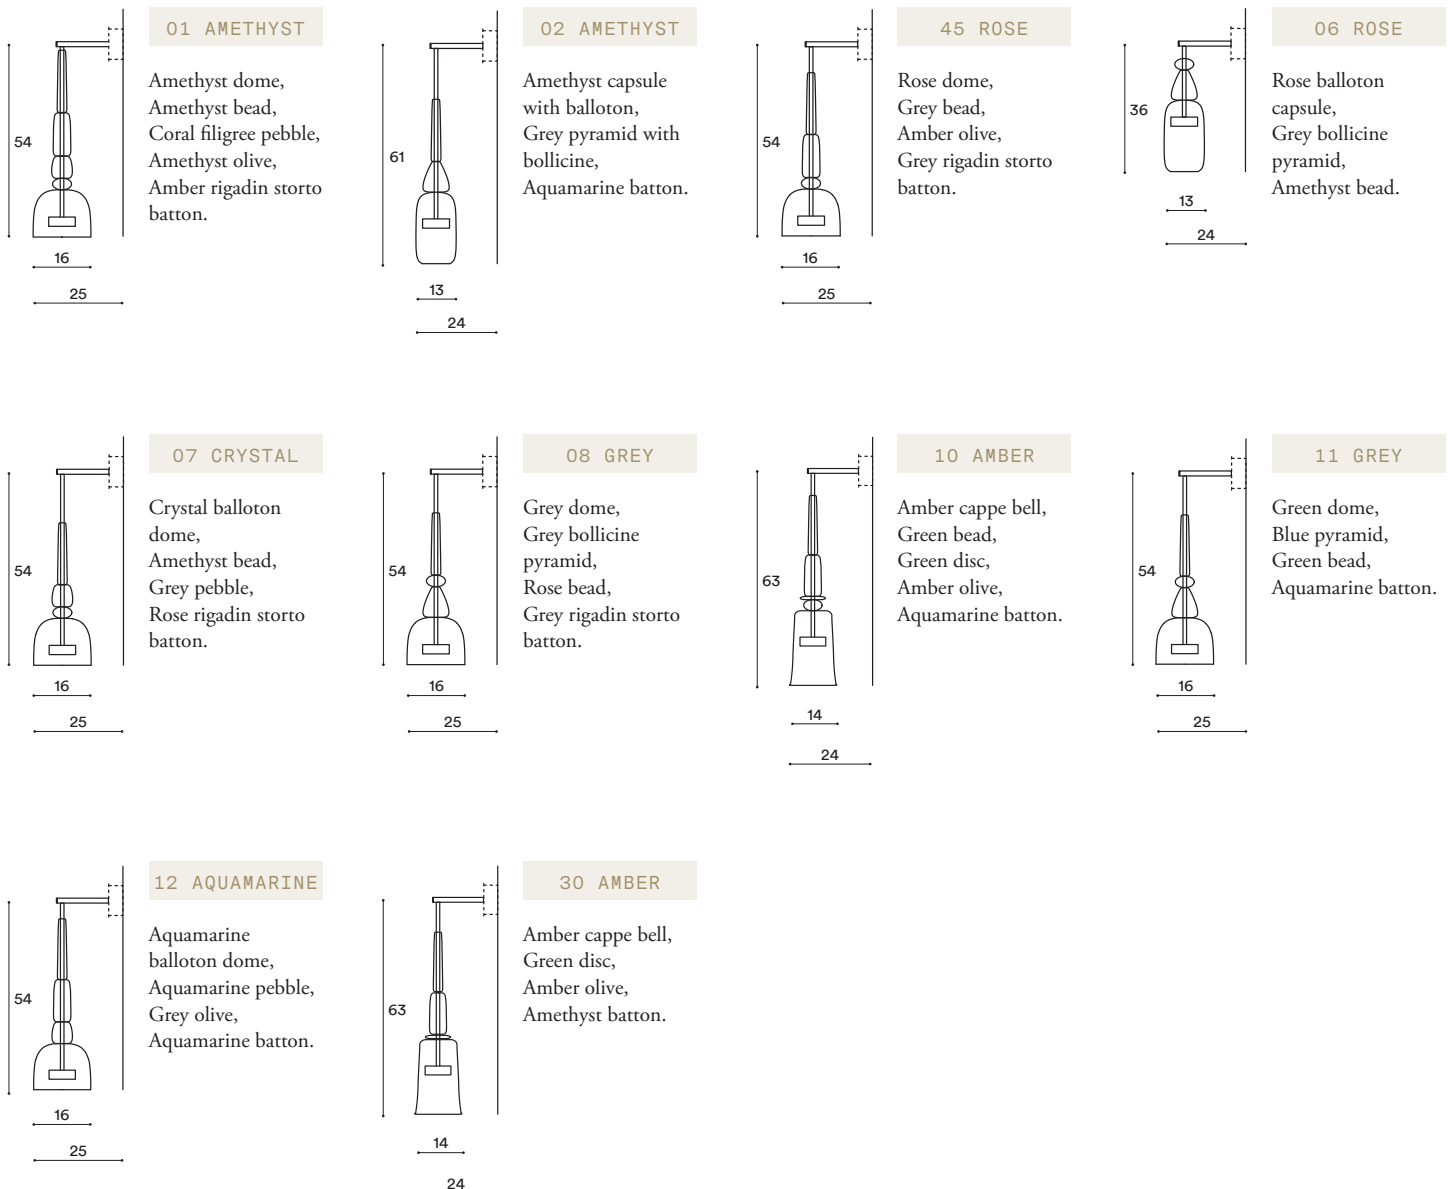 01 AMETHYST
Amethyst dome,
Amethyst bead,
Coral filigree pebble,
Amethyst olive,
Amber rigadin storto
batton.
54
16
25
02 AMETHYST
Amethyst capsule
with balloton,
Grey pyramid with
bollicine,
Aquamarine batton.
61
13
24
45 ROSE
Rose dome,
Grey bead,
Amber olive,
Grey rigadin storto
batton.
54
16
25
06 ROSE
Rose balloton
capsule,
Grey bollicine
pyramid,
Amethyst bead.
36
13
24
07 CRYSTAL
Crystal balloton
dome,
Amethyst bead,
Grey pebble,
Rose rigadin storto
batton.
54
16
25
08 GREY
Grey dome,
Grey bollicine
pyramid,
Rose bead,
Grey rigadin storto
batton.
54
16
25
10 AMBER
Amber cappe bell,
Green bead,
Green disc,
Amber olive,
Aquamarine batton.
63
14
24
11 GREY
Green dome,
Blue pyramid,
Green bead,
Aquamarine batton.
54
16
25
12 AQUAMARINE
Aquamarine
balloton dome,
Aquamarine pebble,
Grey olive,
Aquamarine batton.
54
16
25
30 AMBER
Amber cappe bell,
Green disc,
Amber olive,
Amethyst batton.
63
14
24